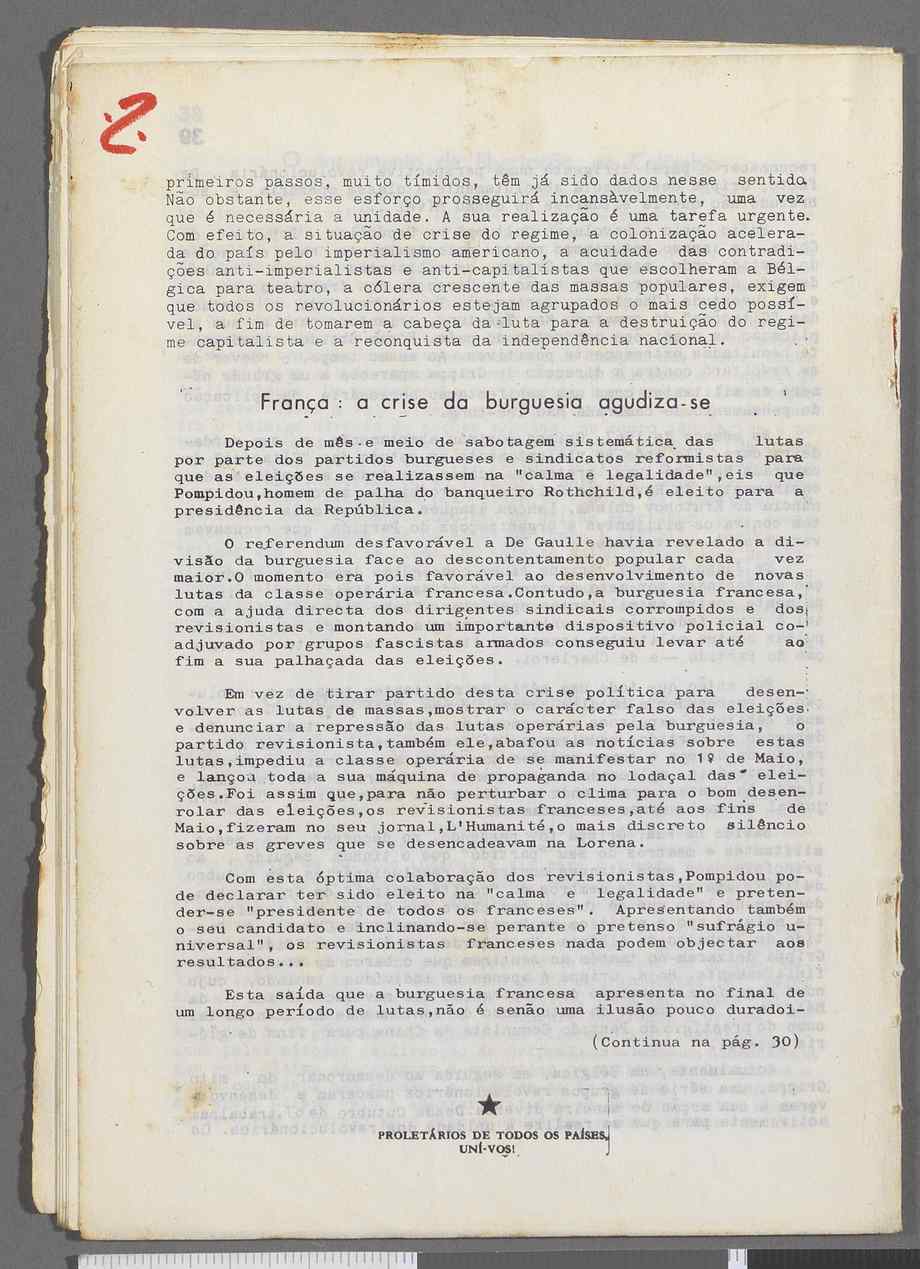 2.
primeiros passos, muito tímidos, têm já sido dados nesse sentido.
Não obstante, esse esforço prosseguirá incansàvelmente, uma vez
que é necessária a unidade. A sua realização é uma tarefa urgente.
Com efeito, a situação de crise do regime, a colonização acelera-
da do país pelo imperialismo americano, a acuidade das contradi-
ções anti-imperialistas e anti-capitalistas que escolheram a Bél-
gica para teatro, a cólera crescente das massas populares, exigem
que todos os revolucionários estejam agrupados o mais cedo possí-
vel, a fim de tomarem a cabeça da luta para a destruição do regi-
me capitalista e a reconquista da independência nacional.
França : a crise da burguesia agudiza-se
Depois de mês e meio de sabotagem sistemática das lutas
por parte dos partidos burgueses e sindicatos reformistas para
que as eleições se realizassem na "calma e legalidade",eis que
Pompidou,homem de palha do banqueiro Rothchild,é eleito para a
presidência da República.
O referendum desfavorável a De Gaulle havia revelado a di-
visão da burguesia face ao descontentamento popular cada vez
maior.O momento era pois favorável ao desenvolvimento de novas
lutas da classe operária francesa.Contudo,a burguesia francesa,
com a ajuda directa dos dirigentes sindicais corrompidos e dos
revisionistas e montando um importante dispositivo policial co-
adjuvado por grupos fascistas armados conseguiu levar até ao
fim a sua palhaçada das eleições.
Em vez de tirar partido desta crise política para desen-
volver as lutas de massas,mostrar o carácter falso das eleições
e denunciar a repressão das lutas operárias pela burguesia, o
partido revisionista,também ele,abafou as notícias sobre estas
lutas,impediu a classe operária de se manifestar no 1º de Maio,
e lançou toda a sua máquina de propaganda no lodaçal das elei-
ções.Foi assim que,para não perturbar o clima para o bom desen-
rolar das eleições,os revisionistas franceses,até aos fins de
Maio,fizeram no seu jornal,L'Humanité,o mais discreto silêncio
sobre as greves que se desencadeavam na Lorena.
Com esta óptima colaboração dos revisionistas,Pompidou po-
de declarar ter sido eleito na "calma e legalidade" e preten-
der-se "presidente de todos os franceses". Apresentando também
o seu candidato e inclinando-se perante o pretenso "sufrágio u-
niversal", os revisionistas franceses nada podem objectar aos
resultados...
Esta saída que a burguesia francesa apresenta no final de
um longo período de lutas,não é senão uma ilusão pouco duradoi-
(Continua na pág. 30)
PROLETÁRIOS DE TODOS OS PAÍSES,
UNÍ-VOS!